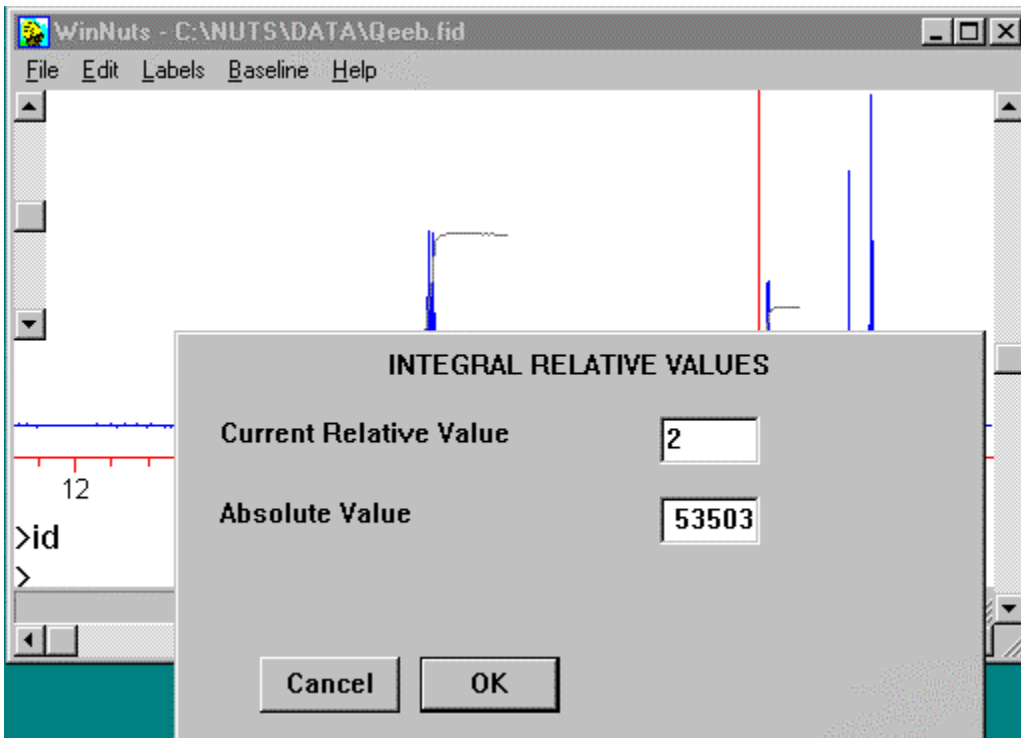 WinNuts - C:\NUTS\DATA\Qeeb.fid
File Edit Labels Baseline Help
INTEGRAL RELATIVE VALUES
Current Relative Value 2
12
Absolute Value 53503
>id
>
Cancel OK